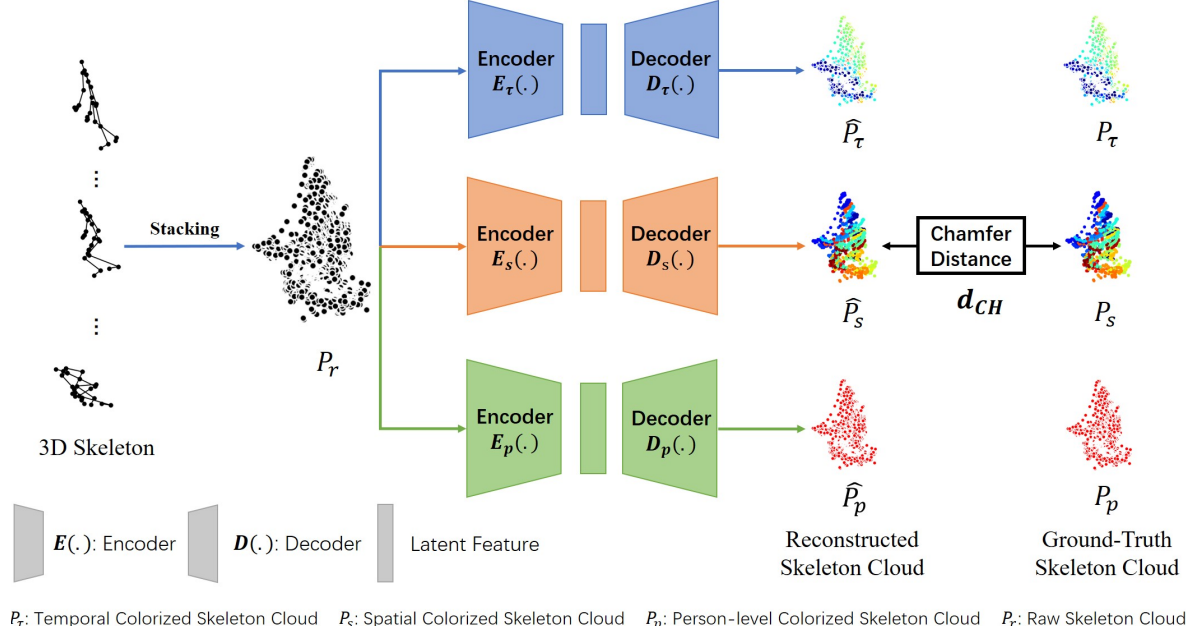 3D Skeleton
...
...
Stacking
P_r
Encoder
E_τ(.)
Decoder
D_τ(.)
Encoder
E_s(.)
Decoder
D_s(.)
Encoder
E_p(.)
Decoder
D_p(.)
P̂_τ
P_τ
P̂_s
Chamfer
Distance
d_CH
P_s
P̂_p
P_p
Reconstructed
Skeleton Cloud
Ground-Truth
Skeleton Cloud
E(.): Encoder
D(.): Decoder
Latent Feature
P_τ: Temporal Colorized Skeleton Cloud P_s: Spatial Colorized Skeleton Cloud P_p: Person-level Colorized Skeleton Cloud P_r: Raw Skeleton Cloud